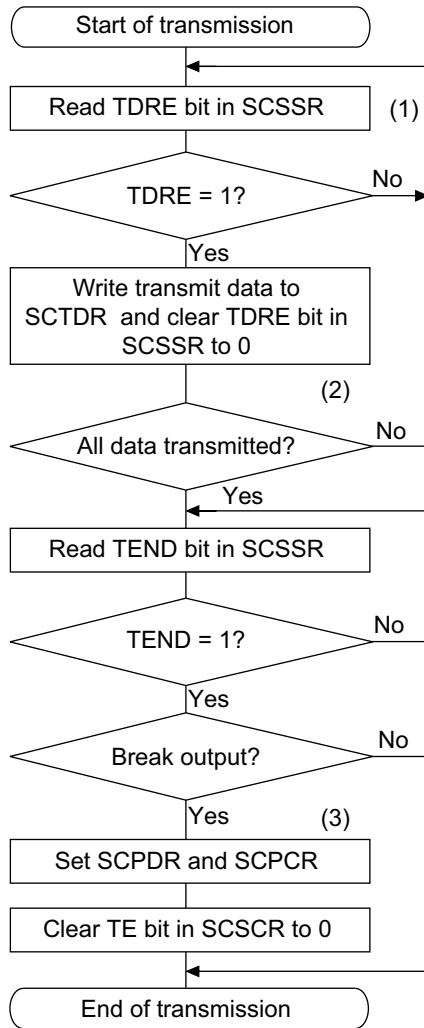 Start of transmission
Read TDRE bit in SCSSR
(1)
TDRE = 1?
No
Yes
Write transmit data to
SCTDR and clear TDRE bit in
SCSSR to 0
(2)
All data transmitted?
No
Yes
Read TEND bit in SCSSR
TEND = 1?
No
Yes
Break output?
No
Yes
(3)
Set SCPDR and SCPCR
Clear TE bit in SCSCR to 0
End of transmission